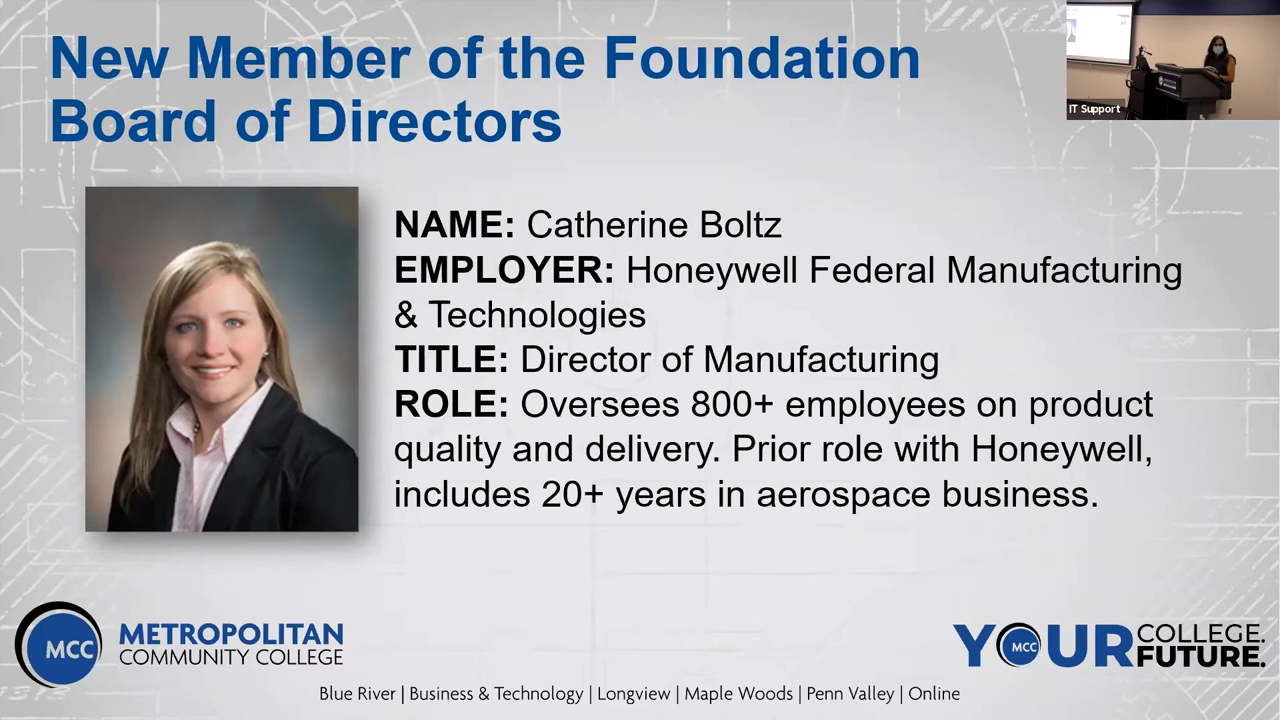 New Member of the Foundation
Board of Directors
IT Support
NAME: Catherine Boltz
EMPLOYER: Honeywell Federal Manufacturing
& Technologies
TITLE: Director of Manufacturing
ROLE: Oversees 800+ employees on product
quality and delivery. Prior role with Honeywell,
includes 20+ years in aerospace business.
MCC
METROPOLITAN
COMMUNITY COLLEGE
YOUR COLLEGE.
FUTURE.
MCC
Blue River | Business & Technology | Longview | Maple Woods | Penn Valley | Online